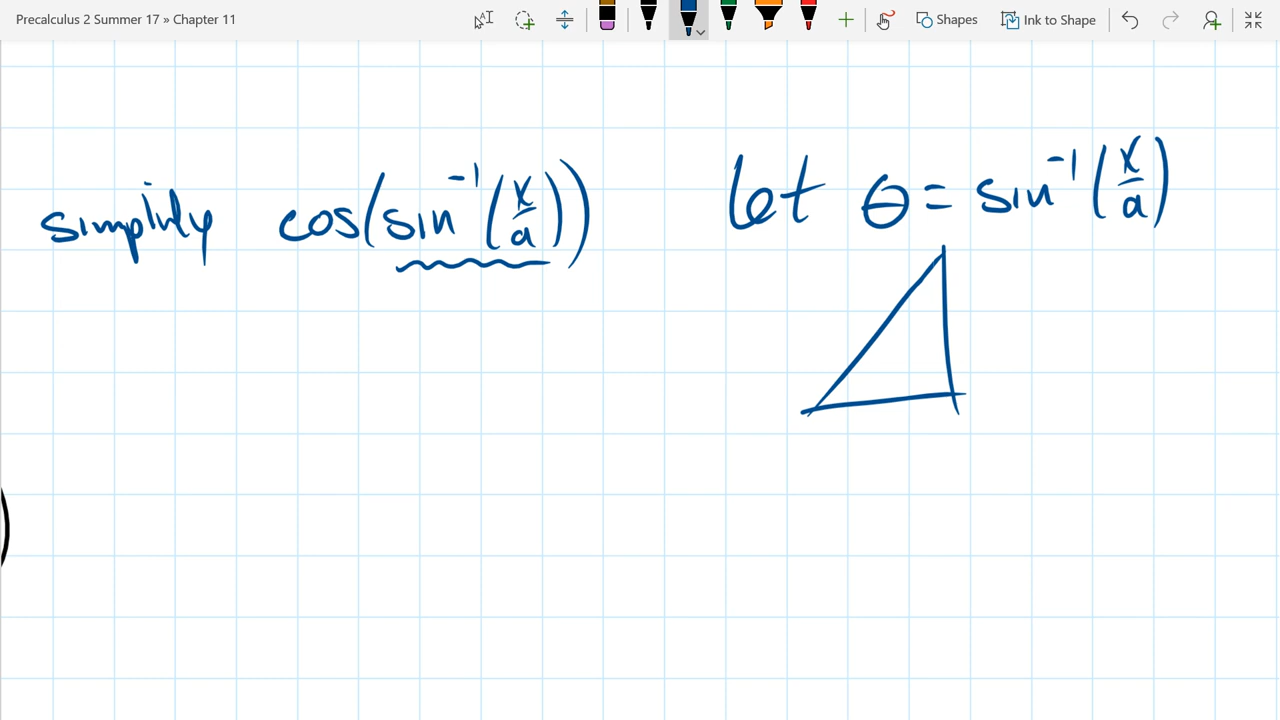 Precalculus 2 Summer 17 » Chapter 11
Shapes
Ink to Shape
simplify cos(sin⁻¹(x/a))
let θ = sin⁻¹(x/a)